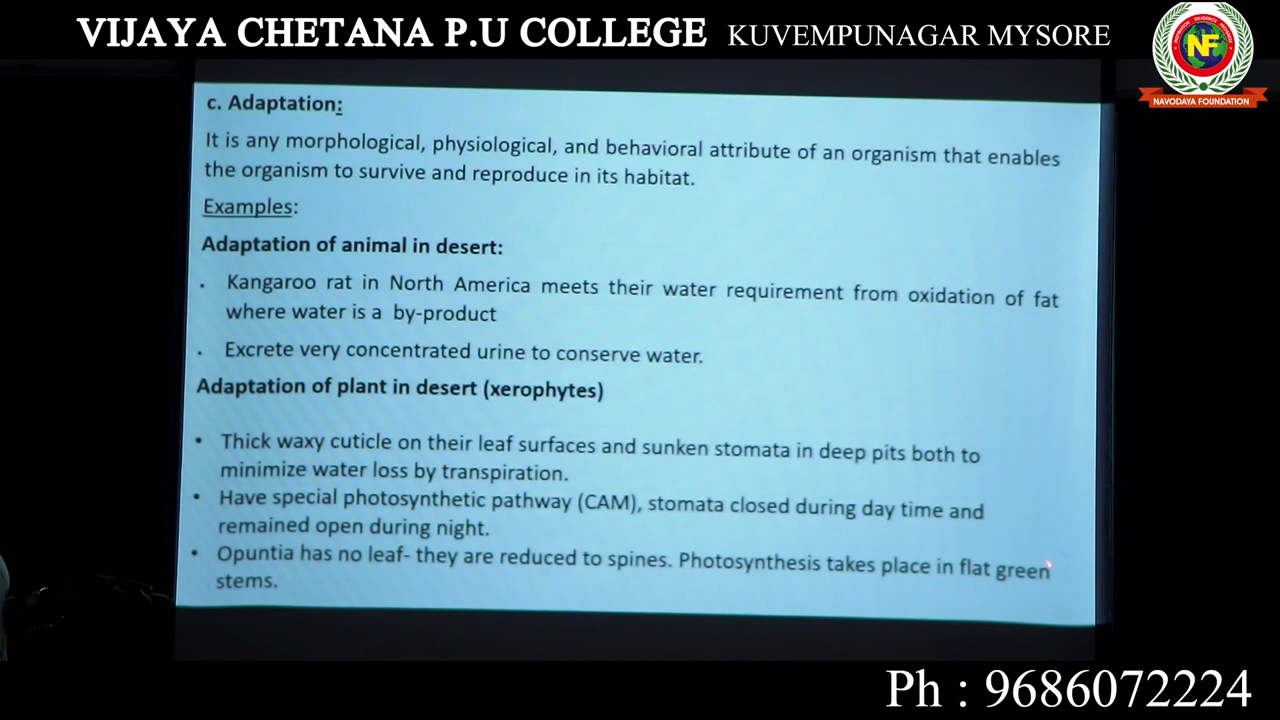 VIJAYA CHETANA P.U COLLEGE KUVEMPUNAGAR MYSORE
NF
NAVODAYA FOUNDATION
c. Adaptation:
It is any morphological, physiological, and behavioral attribute of an organism that enables
the organism to survive and reproduce in its habitat.
Examples:
Adaptation of animal in desert:
. Kangaroo rat in North America meets their water requirement from oxidation of fat
where water is a by-product
. Excrete very concentrated urine to conserve water.
Adaptation of plant in desert (xerophytes)
• Thick waxy cuticle on their leaf surfaces and sunken stomata in deep pits both to
minimize water loss by transpiration.
• Have special photosynthetic pathway (CAM), stomata closed during day time and
remained open during night.
• Opuntia has no leaf- they are reduced to spines. Photosynthesis takes place in flat green
stems.
Ph : 9686072224